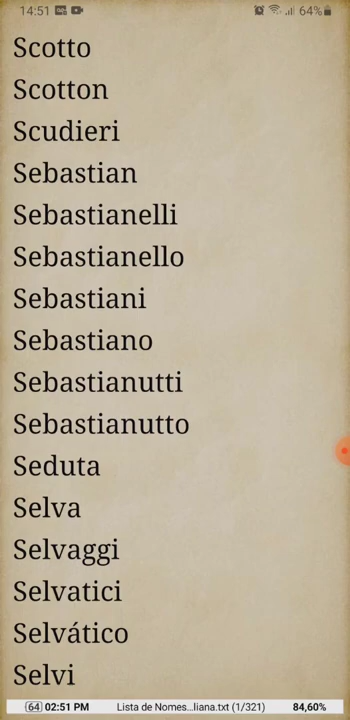 14:51 64%
Scotto
Scotton
Scudieri
Sebastian
Sebastianelli
Sebastianello
Sebastiani
Sebastiano
Sebastianutti
Sebastianutto
Seduta
Selva
Selvaggi
Selvatici
Selvático
Selvi
64 02:51 PM Lista de Nomes...liana.txt (1/321) 84,60%